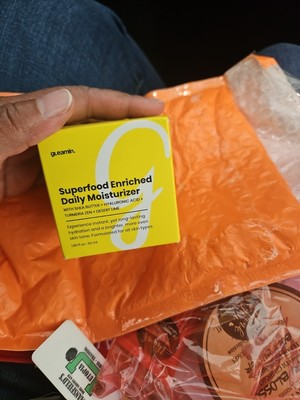 gleamin.
Superfood Enriched
Daily Moisturizer
WITH SHEA BUTTER + HYALURONIC ACID +
TURMERIC ZEN + DESERT LIME
Experience instant, yet long-lasting
hydration and a brighter, more even
skin tone. Formulated for all skin types.
GLOSS